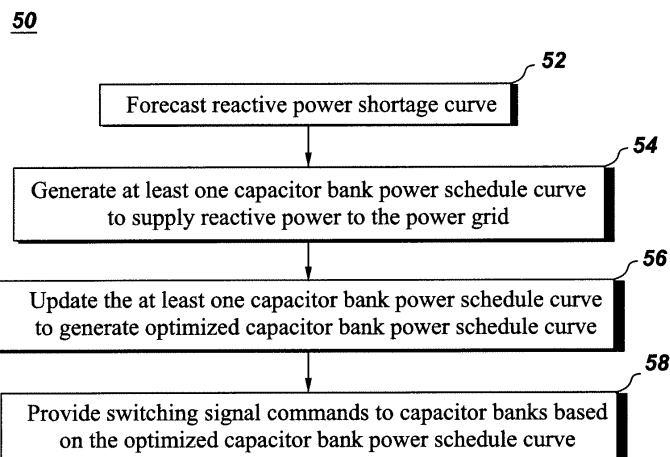 50
52
Forecast reactive power shortage curve
54
Generate at least one capacitor bank power schedule curve
to supply reactive power to the power grid
56
Update the at least one capacitor bank power schedule curve
to generate optimized capacitor bank power schedule curve
58
Provide switching signal commands to capacitor banks based
on the optimized capacitor bank power schedule curve